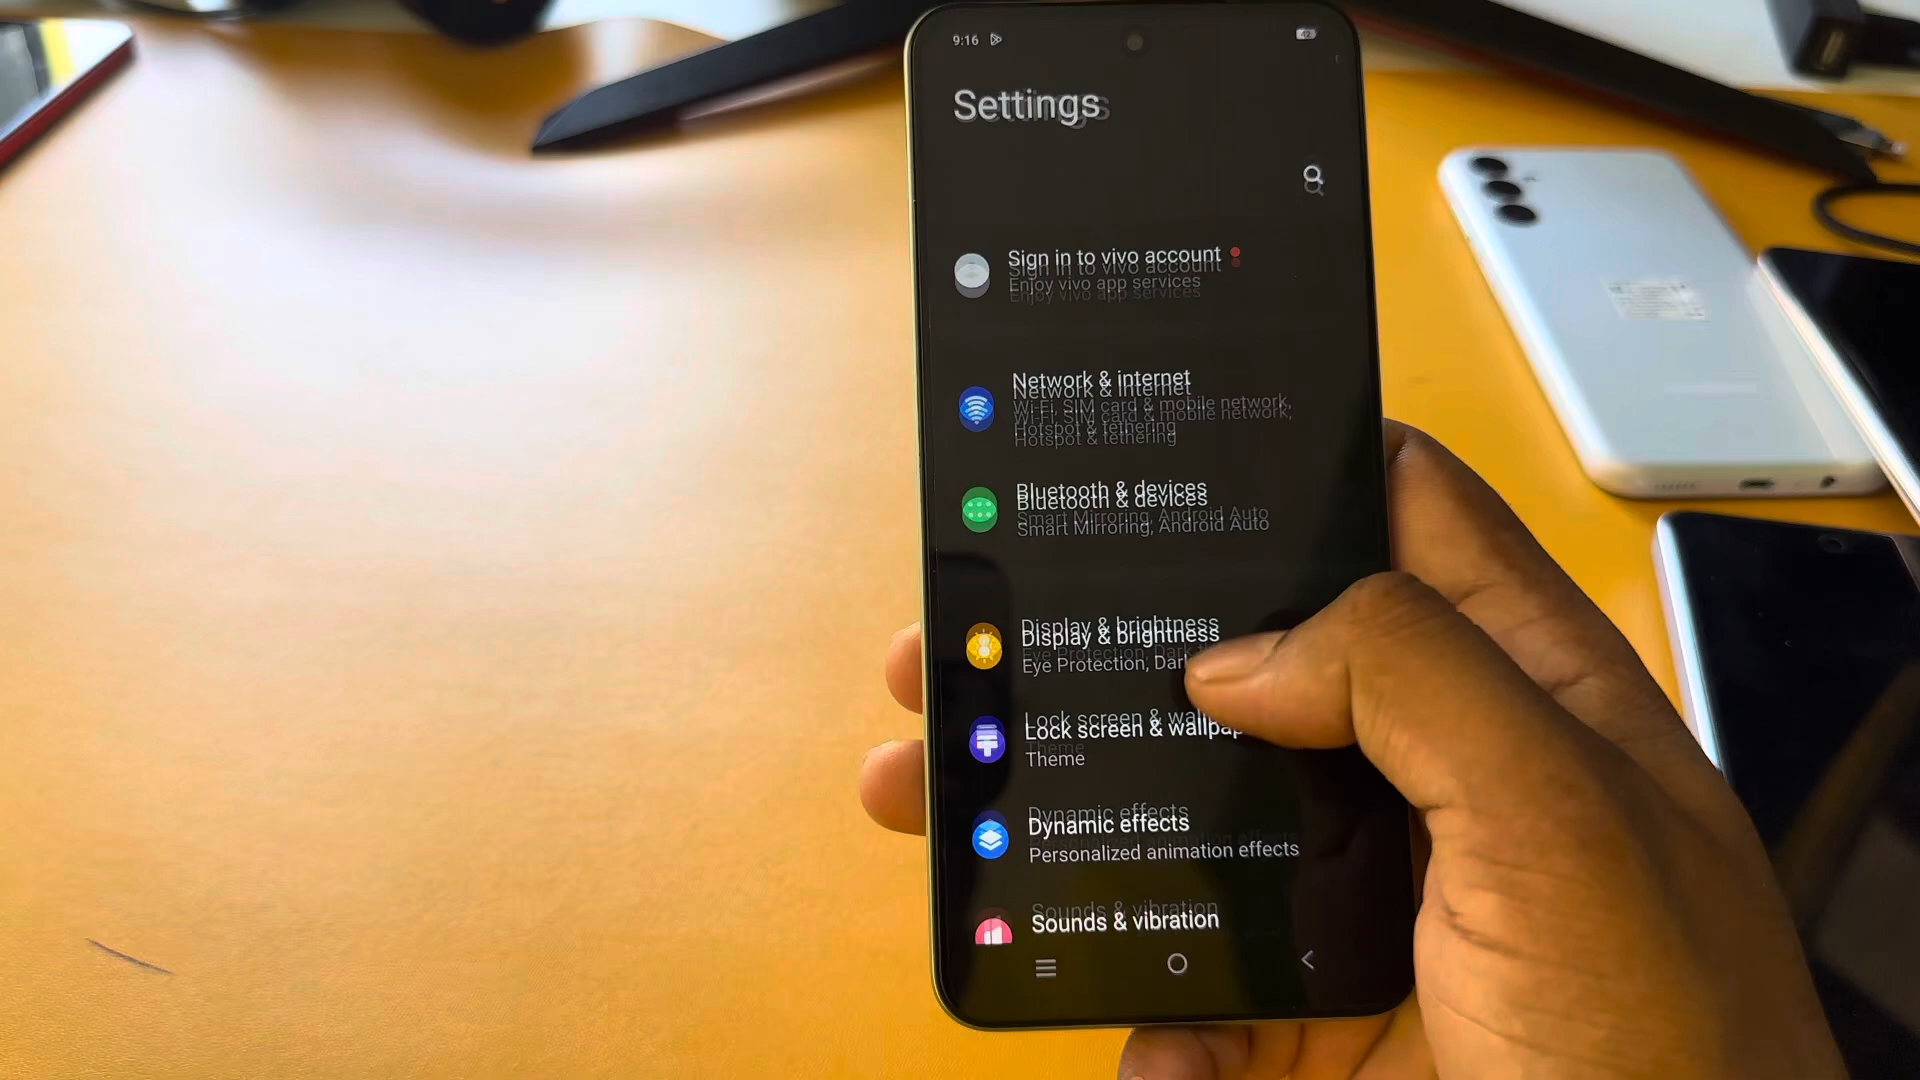 9:16
42
Settings
Sign in to vivo account
Enjoy vivo app services
Network & internet
Wi-Fi, SIM card & mobile network,
Hotspot & tethering
Bluetooth & devices
Smart Mirroring, Android Auto
Display & brightness
Eye Protection, Dark
Lock screen & wallpap
Theme
Dynamic effects
Personalized animation effects
Sounds & vibration